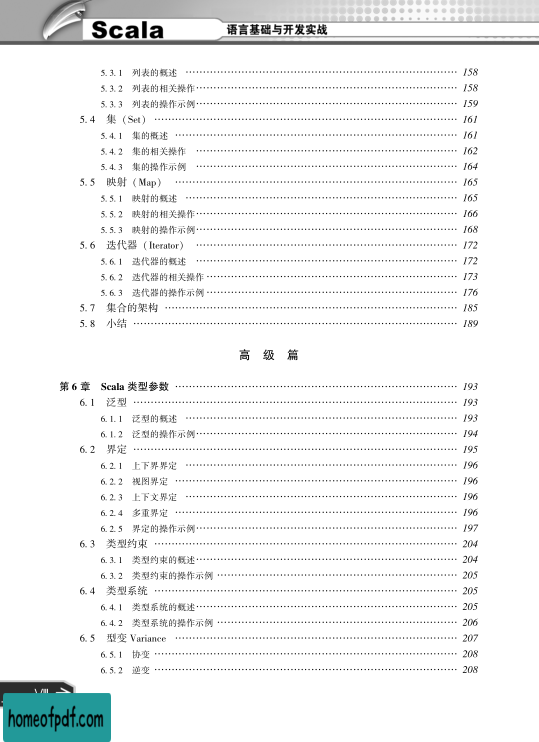 Scala 语言基础与开发实战
5.3.1 列表的概述 …… 158
5.3.2 列表的相关操作 …… 158
5.3.3 列表的操作示例 …… 159
5.4 集（Set） …… 161
5.4.1 集的概述 …… 161
5.4.2 集的相关操作 …… 162
5.4.3 集的操作示例 …… 164
5.5 映射（Map） …… 165
5.5.1 映射的概述 …… 165
5.5.2 映射的相关操作 …… 166
5.5.3 映射的操作示例 …… 168
5.6 迭代器（Iterator） …… 172
5.6.1 迭代器的概述 …… 172
5.6.2 迭代器的相关操作 …… 173
5.6.3 迭代器的操作示例 …… 176
5.7 集合的架构 …… 185
5.8 小结 …… 189
高 级 篇
第 6 章 Scala 类型参数 …… 193
6.1 泛型 …… 193
6.1.1 泛型的概述 …… 193
6.1.2 泛型的操作示例 …… 194
6.2 界定 …… 195
6.2.1 上下界界定 …… 196
6.2.2 视图界定 …… 196
6.2.3 上下文界定 …… 196
6.2.4 多重界定 …… 196
6.2.5 界定的操作示例 …… 197
6.3 类型约束 …… 204
6.3.1 类型约束的概述 …… 204
6.3.2 类型约束的操作示例 …… 205
6.4 类型系统 …… 205
6.4.1 类型系统的概述 …… 205
6.4.2 类型系统的操作示例 …… 206
6.5 型变 Variance …… 207
6.5.1 协变 …… 208
6.5.2 逆变 …… 208
homeofpdf.com